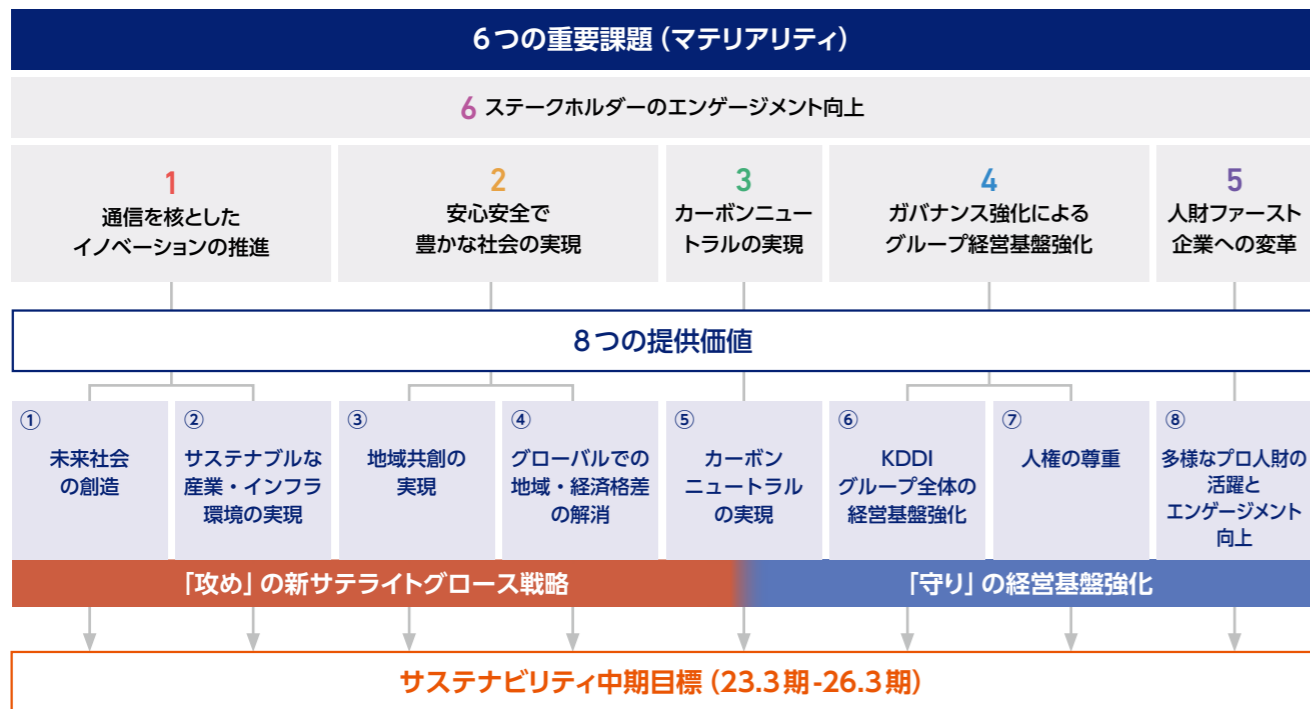 6つの重要課題（マテリアリティ）
6 ステークホルダーのエンゲージメント向上
1
通信を核とした
イノベーションの推進
2
安心安全で
豊かな社会の実現
3
カーボンニュー
トラルの実現
4
ガバナンス強化による
グループ経営基盤強化
5
人財ファースト
企業への変革
8つの提供価値
①
未来社会
の創造
②
サステナブルな
産業・インフラ
環境の実現
③
地域共創の
実現
④
グローバルでの
地域・経済格差
の解消
⑤
カーボン
ニュートラル
の実現
⑥
KDDI
グループ全体の
経営基盤強化
⑦
人権の尊重
⑧
多様なプロ人財の
活躍と
エンゲージメント
向上
「攻め」の新サテライトグロース戦略
「守り」の経営基盤強化
サステナビリティ中期目標（23.3期-26.3期）